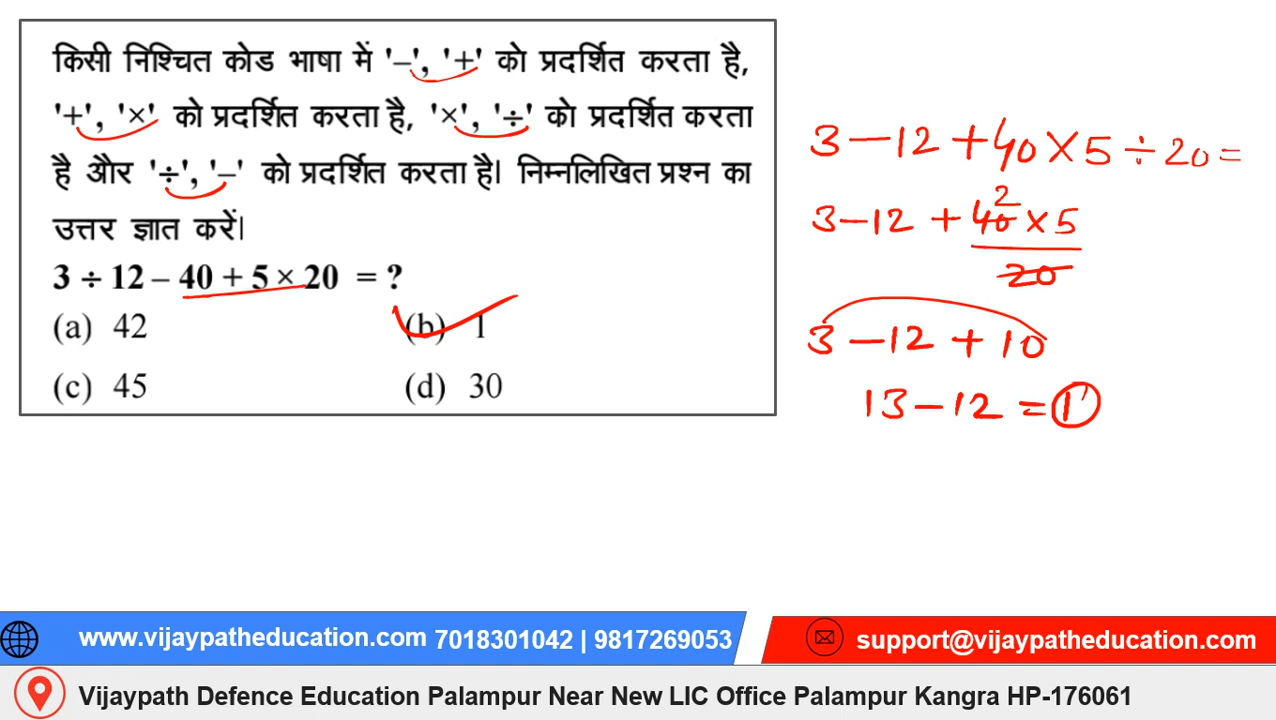 किसी निश्चित कोड भाषा में '–', '+' को प्रदर्शित करता है,
'+', '×' को प्रदर्शित करता है, '×', '÷' को प्रदर्शित करता
है और '÷', '–' को प्रदर्शित करता है। निम्नलिखित प्रश्न का
उत्तर ज्ञात करें।
3 ÷ 12 – 40 + 5 × 20 = ?
(a) 42 (b) 1
(c) 45 (d) 30
3 – 12 + 40 × 5 ÷ 20 =
2
3 – 12 + 40 × 5
20
3 – 12 + 10
13 – 12 = 1
www.vijaypatheducation.com 7018301042 | 9817269053 support@vijaypatheducation.com
Vijaypath Defence Education Palampur Near New LIC Office Palampur Kangra HP-176061